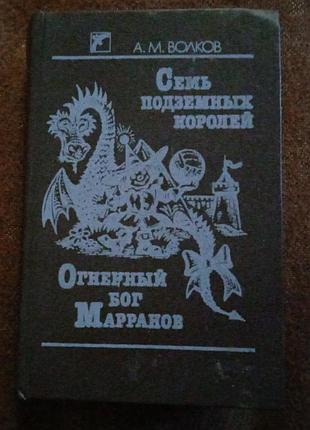 А. М. ВОЛКОВ
СЕМЬ
ПОДЗЕМНЫХ
КОРОЛЕЙ
ОГНЕННЫЙ
БОГ
МАРРАНОВ